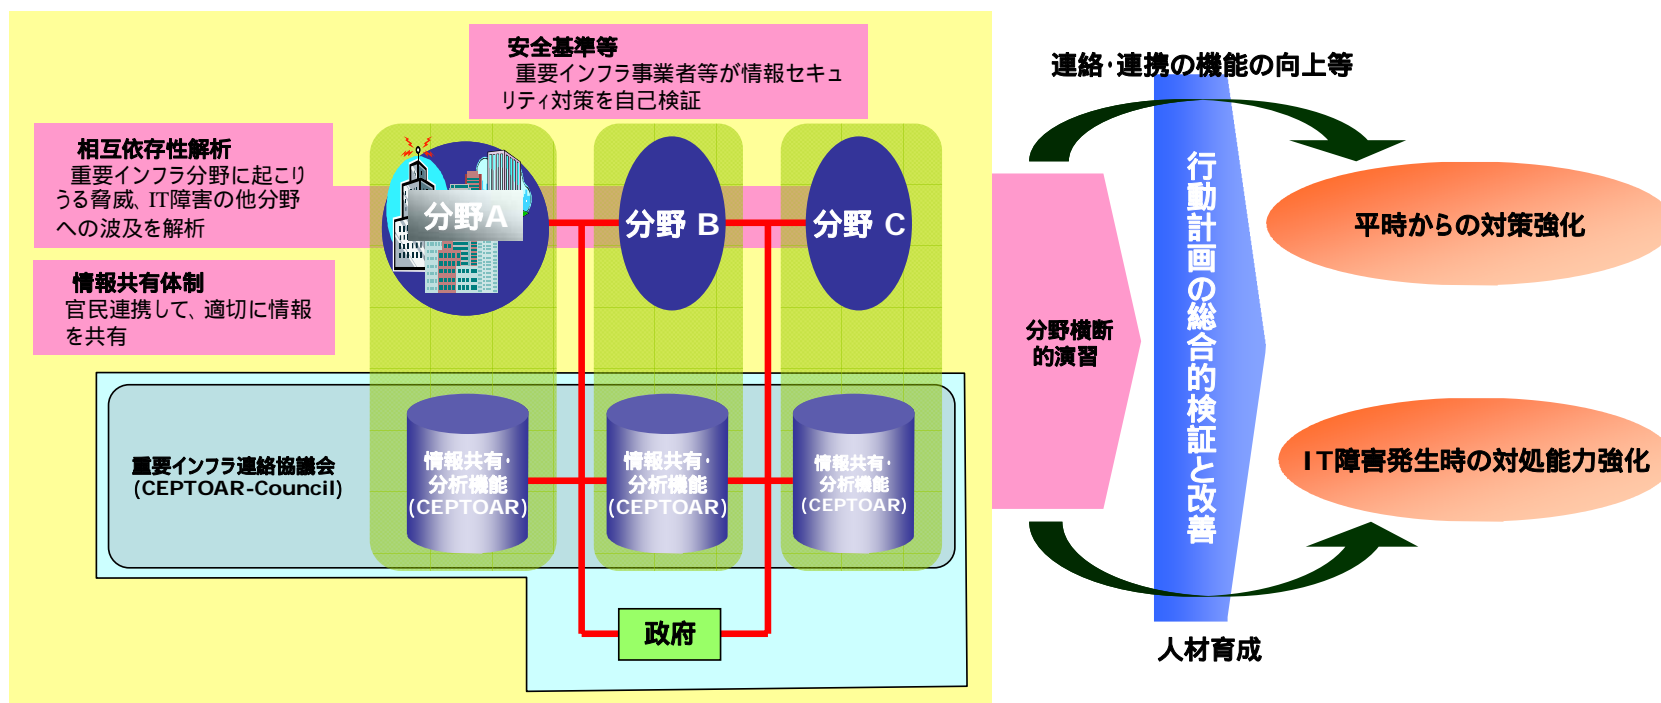 安全基準等
重要インフラ事業者等が情報セキュ
リティ対策を自己検証
相互依存性解析
重要インフラ分野に起こり
うる脅威、IT障害の他分野
への波及を解析
情報共有体制
官民連携して、適切に情報
を共有
分野A
分野 B
分野 C
重要インフラ連絡協議会
(CEPTOAR-Council)
情報共有・
分析機能
(CEPTOAR)
情報共有・
分析機能
(CEPTOAR)
情報共有・
分析機能
(CEPTOAR)
政府
分野横断
的演習
連絡・連携の機能の向上等
行動計画の総合的検証と改善
人材育成
平時からの対策強化
IT障害発生時の対処能力強化